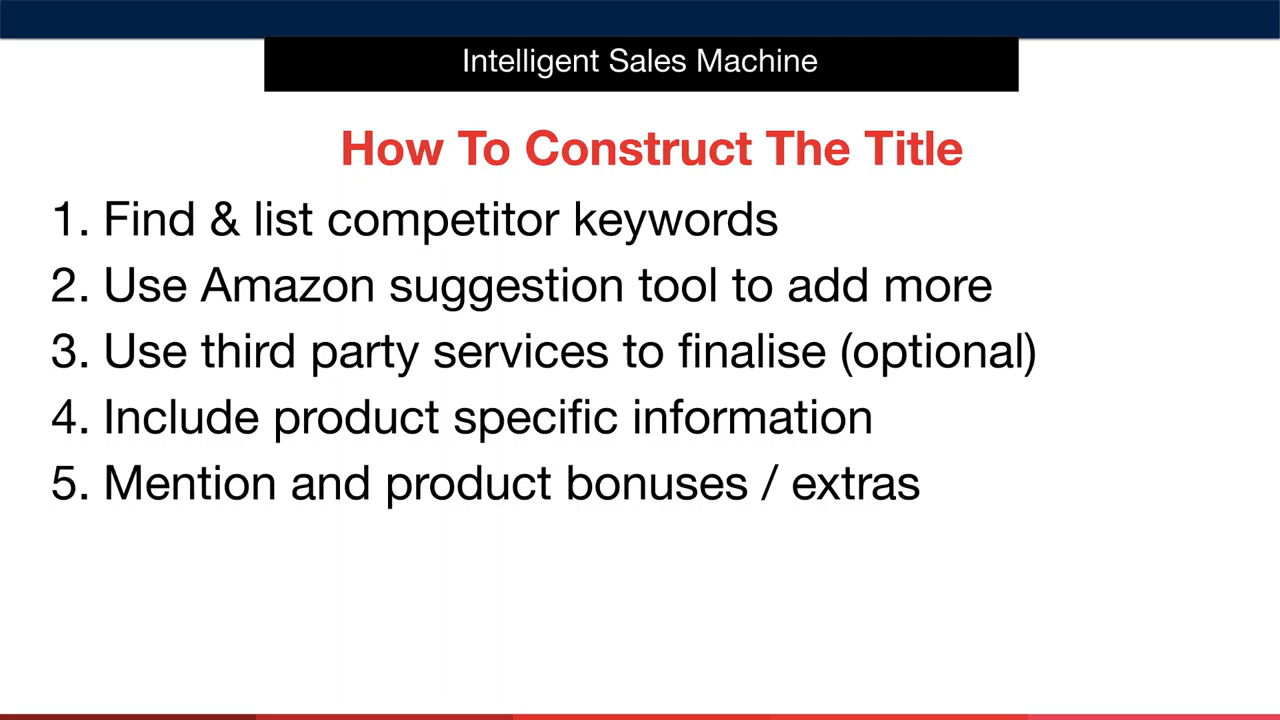 Intelligent Sales Machine
How To Construct The Title
1. Find & list competitor keywords
2. Use Amazon suggestion tool to add more
3. Use third party services to finalise (optional)
4. Include product specific information
5. Mention and product bonuses / extras